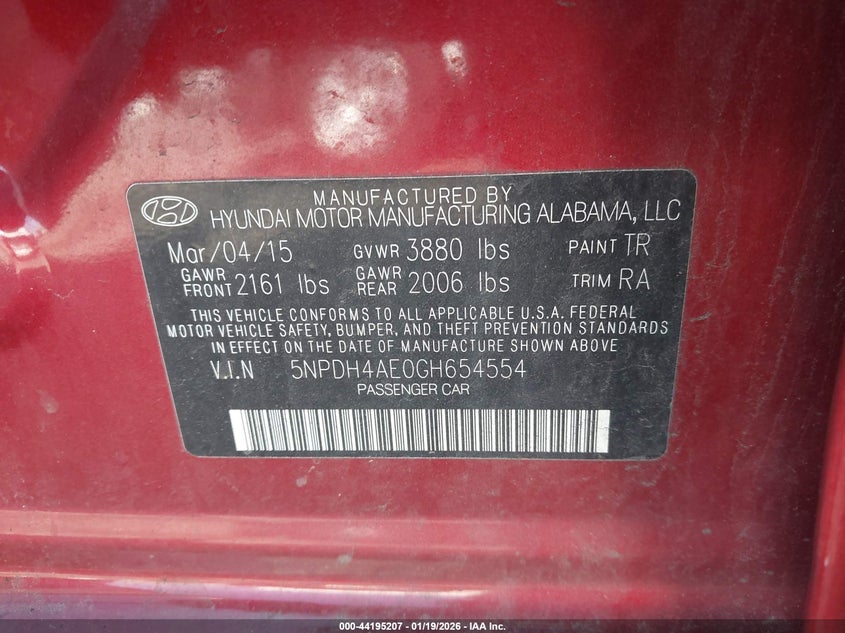 MANUFACTURED BY
HYUNDAI MOTOR MANUFACTURING ALABAMA, LLC
Mar/04/15 GVWR 3880 lbs PAINT TR
GAWR FRONT 2161 lbs GAWR REAR 2006 lbs TRIM RA
THIS VEHICLE CONFORMS TO ALL APPLICABLE U.S.A. FEDERAL
MOTOR VEHICLE SAFETY, BUMPER, AND THEFT PREVENTION STANDARDS
IN EFFECT ON THE DATE OF MANUFACTURE SHOWN ABOVE
V.I.N 5NPDH4AE0GH654554
PASSENGER CAR
000-44195207 - 01/19/2026 - IAA Inc.